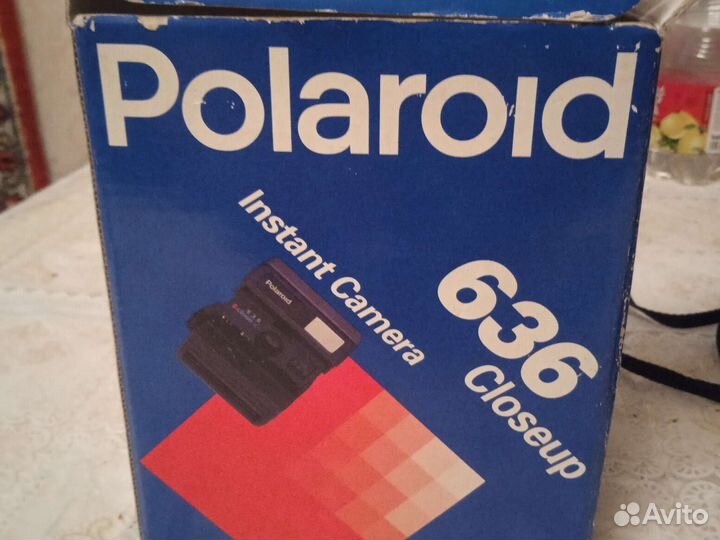 Polaroid
Instant Camera
Polaroid
636
Closeup
Avito